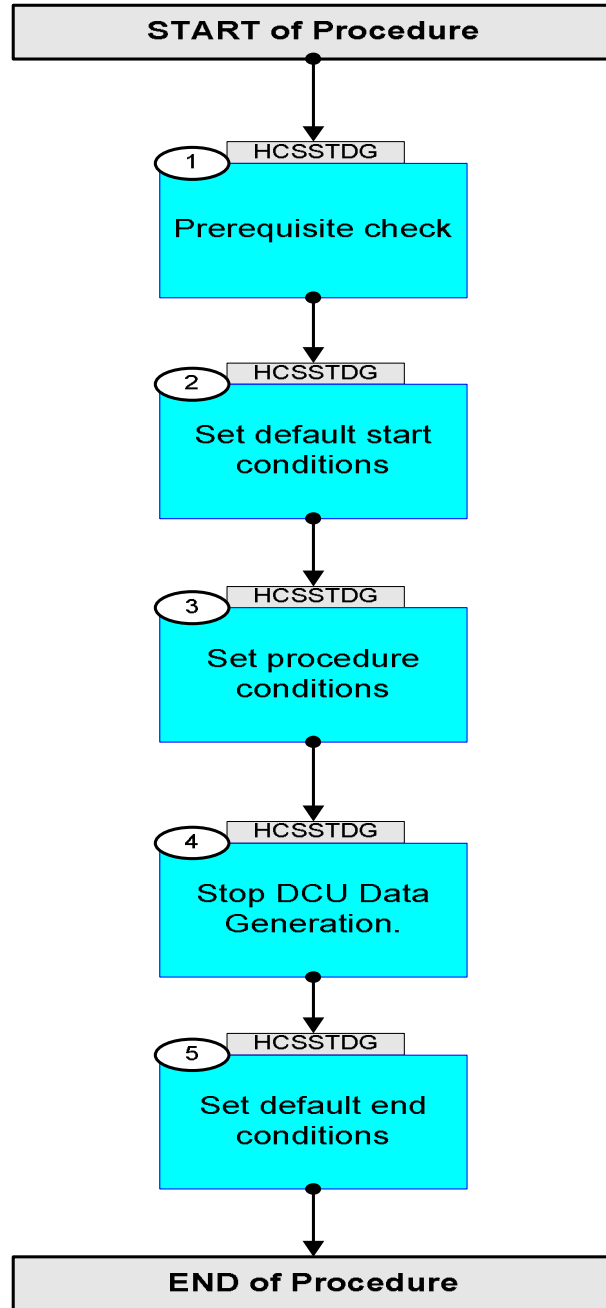 START of Procedure
HCSSTDG
1
Prerequisite check
HCSSTDG
2
Set default start
conditions
HCSSTDG
3
Set procedure
conditions
HCSSTDG
4
Stop DCU Data
Generation.
HCSSTDG
5
Set default end
conditions
END of Procedure